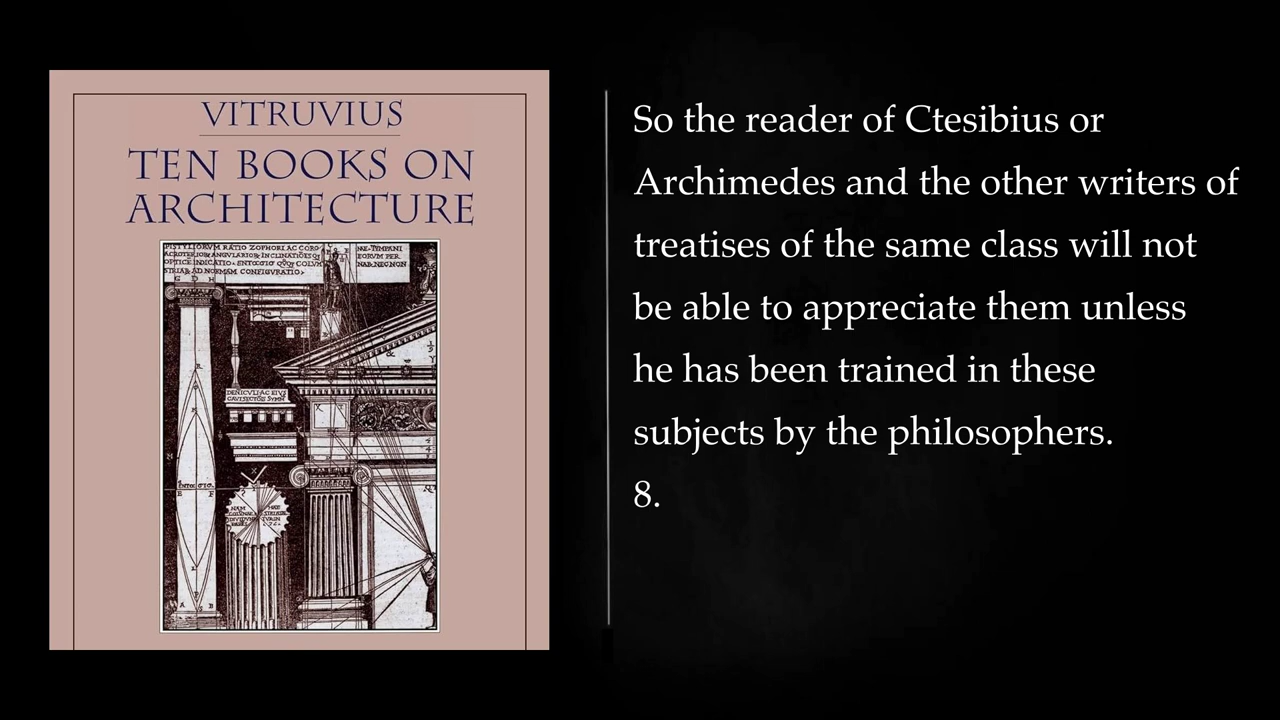 VITRUVIUS
TEN BOOKS ON
ARCHITECTURE
So the reader of Ctesibius or
Archimedes and the other writers of
treatises of the same class will not
be able to appreciate them unless
he has been trained in these
subjects by the philosophers.
8.